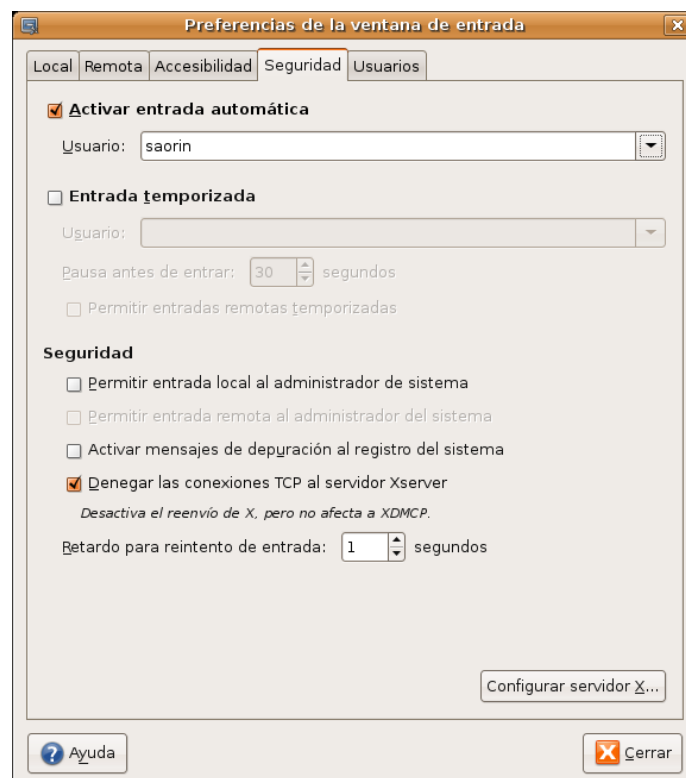 Preferencias de la ventana de entrada
Local Remota Accesibilidad Seguridad Usuarios
Activar entrada automática
Usuario: saorin
Entrada temporizada
Usuario:
Pausa antes de entrar: 30 segundos
Permitir entradas remotas temporizadas
Seguridad
Permitir entrada local al administrador de sistema
Permitir entrada remota al administrador del sistema
Activar mensajes de depuración al registro del sistema
Denegar las conexiones TCP al servidor Xserver
Desactiva el reenvío de X, pero no afecta a XDMCP.
Retardo para reintento de entrada: 1 segundos
Configurar servidor X...
Ayuda Cerrar